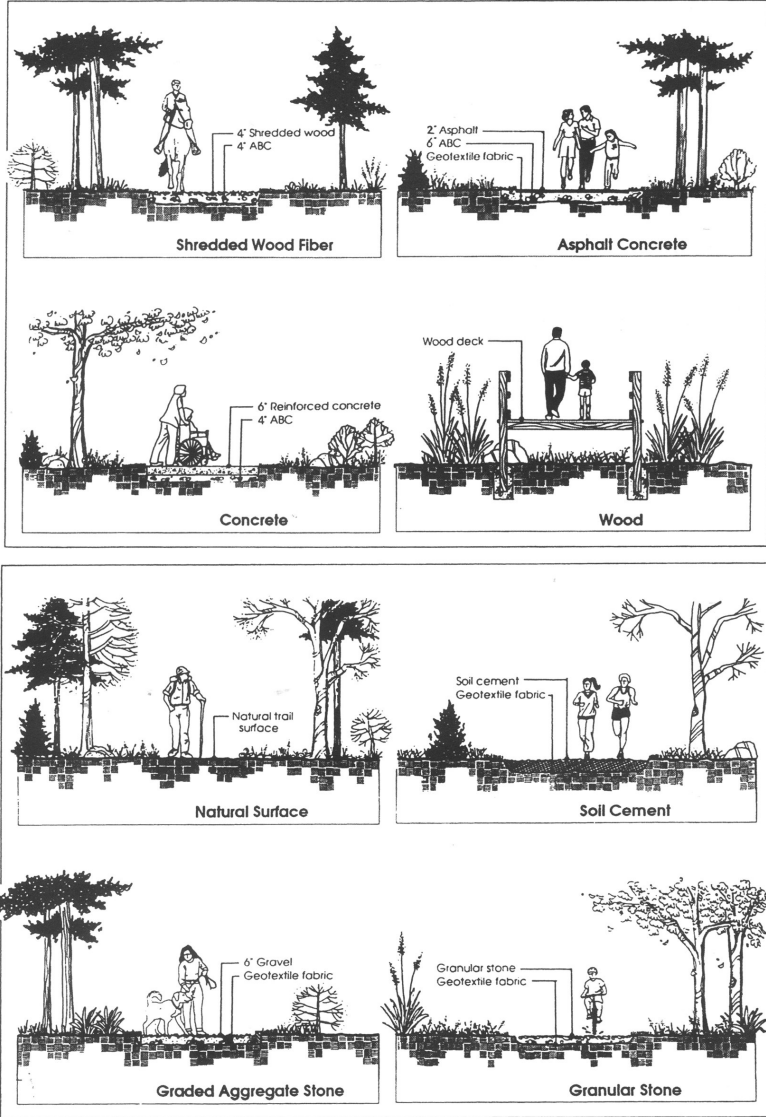 4" Shredded wood
4" ABC
Shredded Wood Fiber
2" Asphalt
6" ABC
Geotextile fabric
Asphalt Concrete
6" Reinforced concrete
4" ABC
Concrete
Wood deck
Wood
Natural trail
surface
Natural Surface
Soil cement
Geotextile fabric
Soil Cement
6" Gravel
Geotextile fabric
Graded Aggregate Stone
Granular stone
Geotextile fabric
Granular Stone